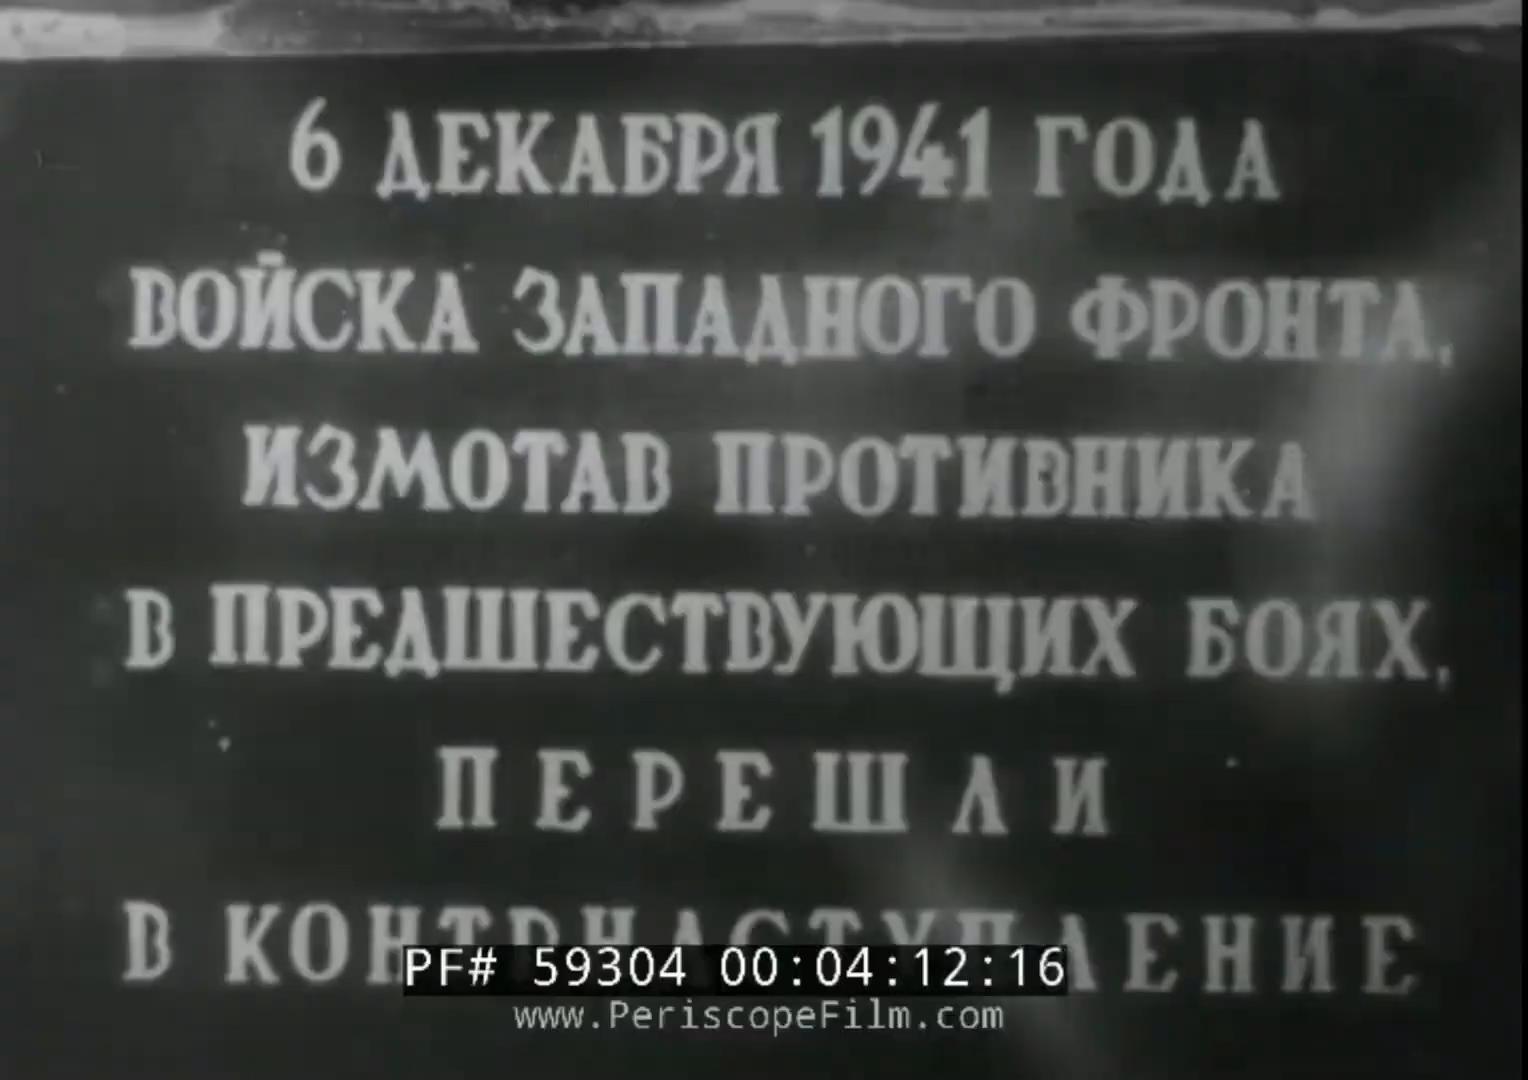 6 ДЕКАБРЯ 1941 ГОДА
ВОЙСКА ЗАПАДНОГО ФРОНТА,
ИЗМОТАВ ПРОТИВНИКА
В ПРЕДШЕСТВУЮЩИХ БОЯХ,
ПЕРЕШЛИ
В КОНТРНАСТУПЛЕНИЕ
PF# 59304 00:04:12:16
www.PeriscopeFilm.com